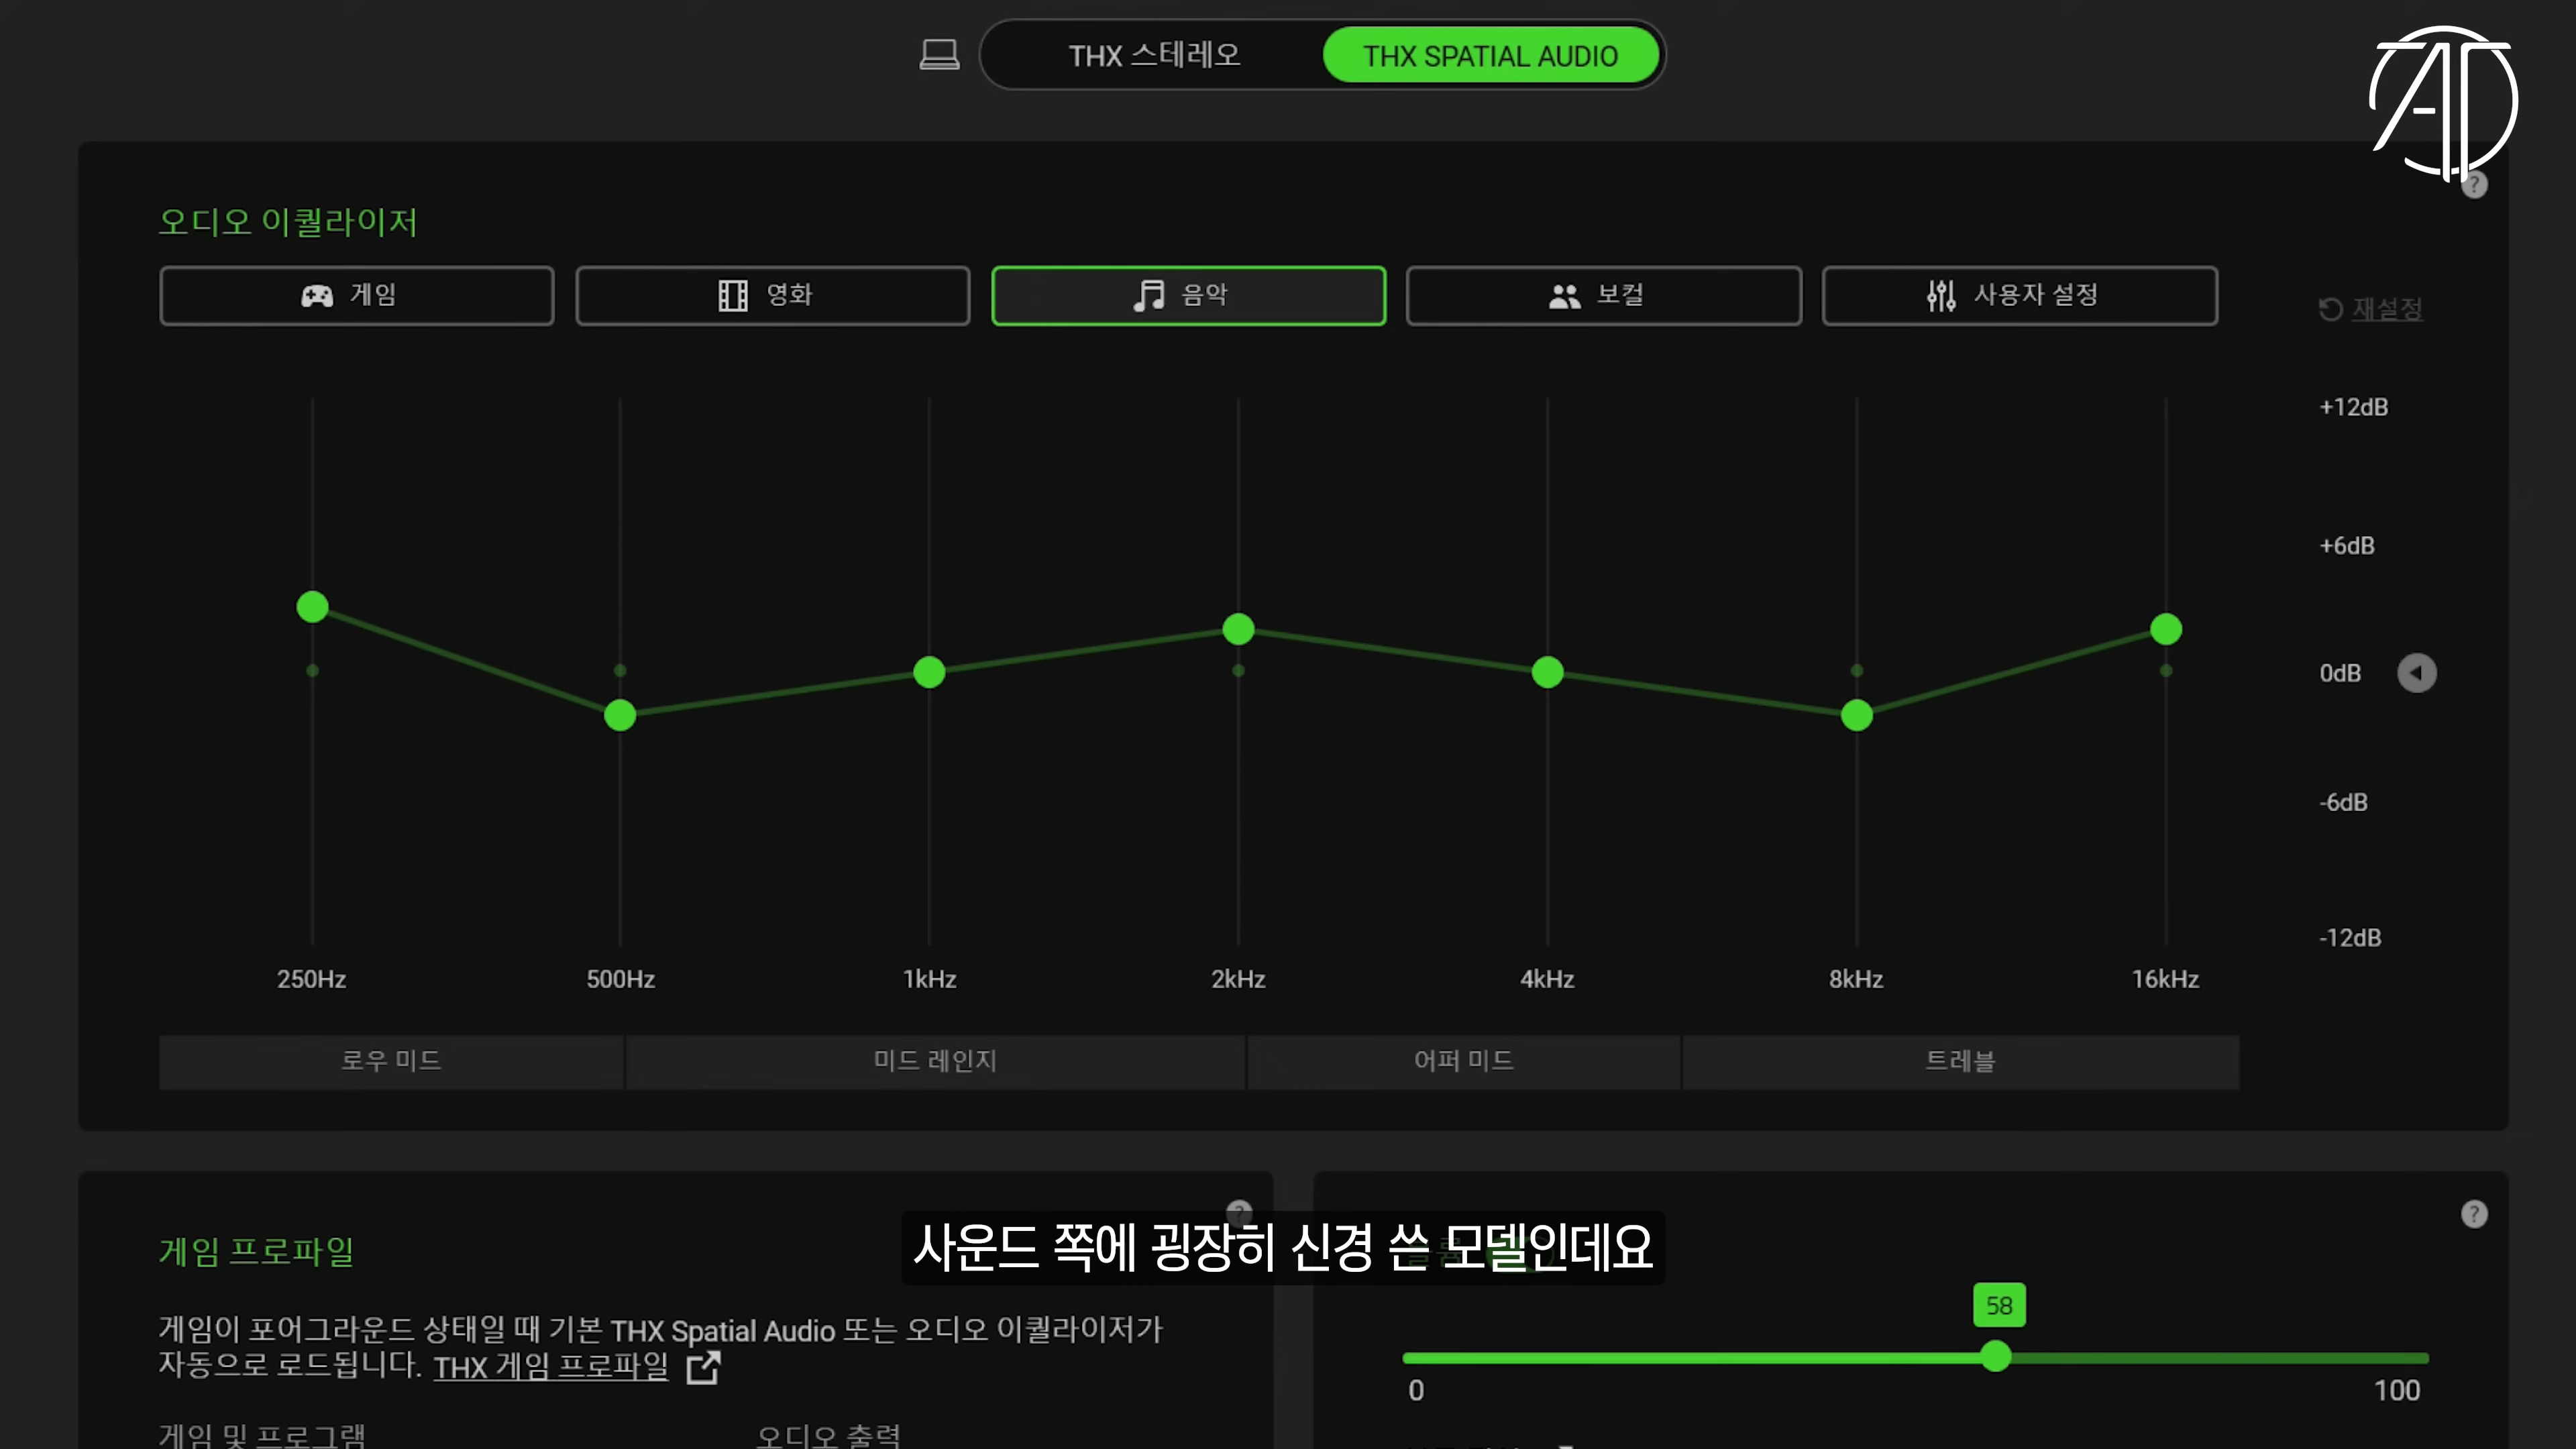 THX 스테레오
THX SPATIAL AUDIO
오디오 이퀄라이저
게임
영화
음악
보컬
사용자 설정
재설정
+12dB
+6dB
0dB
-6dB
-12dB
250Hz
500Hz
1kHz
2kHz
4kHz
8kHz
16kHz
로우 미드
미드 레인지
어퍼 미드
트레블
게임 프로파일
게임이 포어그라운드 상태일 때 기본 THX Spatial Audio 또는 오디오 이퀄라이저가
자동으로 로드됩니다. THX 게임 프로파일
게임 및 프로그램
오디오 출력
사운드 쪽에 굉장히 신경 쓴 모델인데요
58
0
100